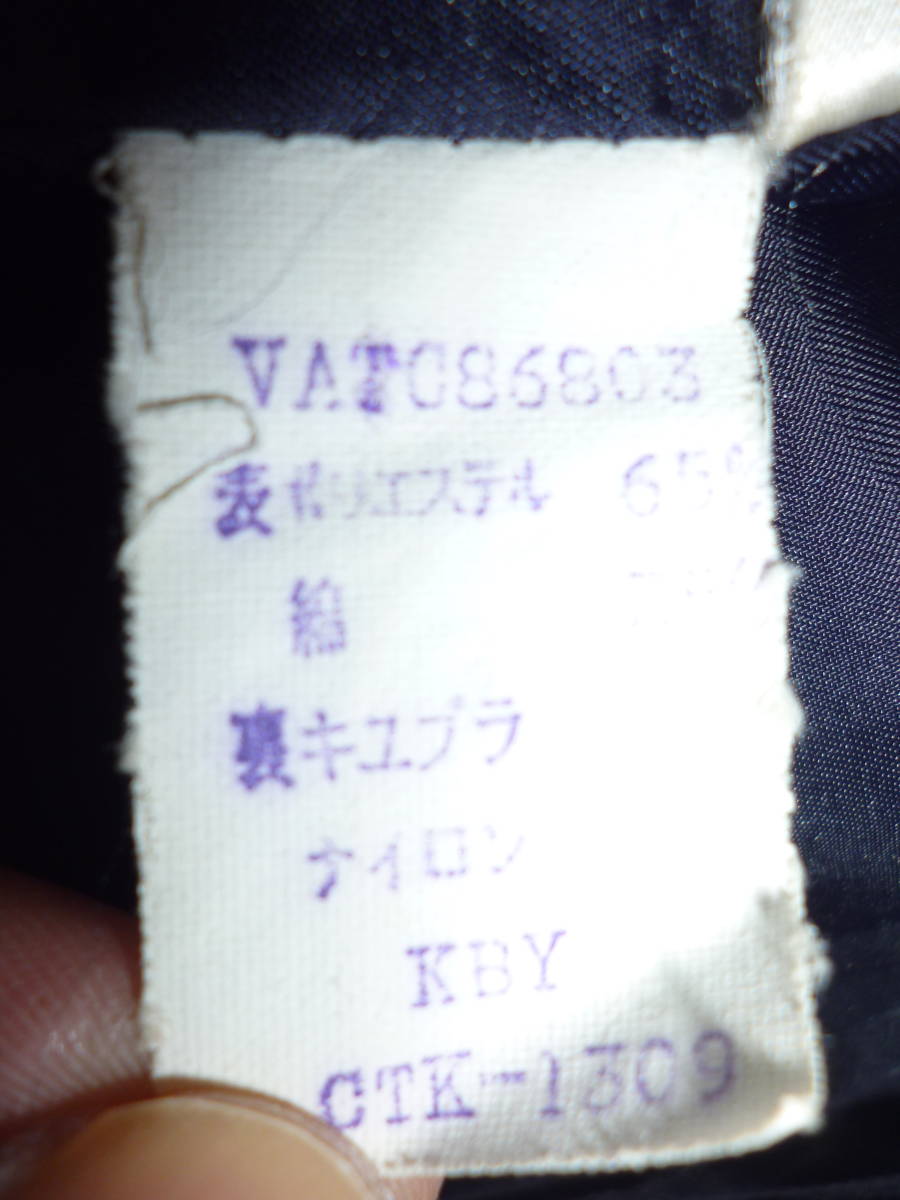 VATC86803
表ポリエステル 65%
綿
裏キユプラ
ナイロン
KBY
CTK-1309